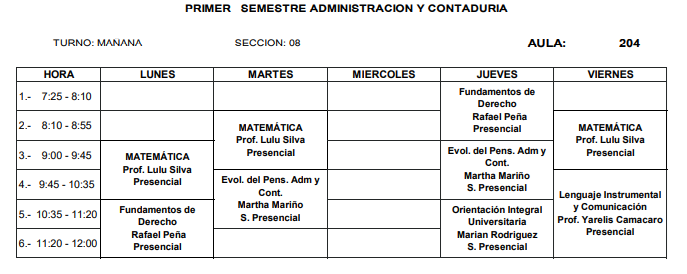 PRIMER SEMESTRE ADMINISTRACION Y CONTADURIA
TURNO: MANANA SECCION: 08 AULA: 204
HORA LUNES MARTES MIERCOLES JUEVES VIERNES
1.- 7:25 - 8:10
2.- 8:10 - 8:55
3.- 9:00 - 9:45
4.- 9:45 - 10:35
5.- 10:35 - 11:20
6.- 11:20 - 12:00
MATEMÁTICA
Prof. Lulu Silva
Presencial
Fundamentos de
Derecho
Rafael Peña
Presencial
MATEMÁTICA
Prof. Lulu Silva
Presencial
Evol. del Pens. Adm y
Cont.
Martha Mariño
S. Presencial
Fundamentos de
Derecho
Rafael Peña
Presencial
Evol. del Pens. Adm y
Cont.
Martha Mariño
S. Presencial
Orientación Integral
Universitaria
Marian Rodriguez
S. Presencial
MATEMÁTICA
Prof. Lulu Silva
Presencial
Lenguaje Instrumental
y Comunicación
Prof. Yarelis Camacaro
Presencial